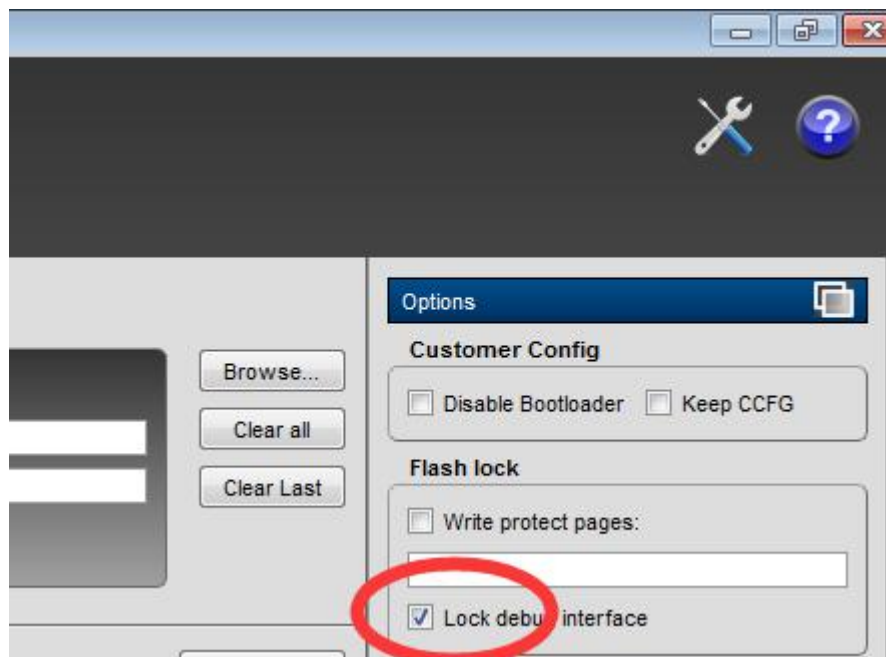 Options
Customer Config
Browse...
Disable Bootloader Keep CCFG
Clear all
Flash lock
Clear Last
Write protect pages:
Lock debug interface